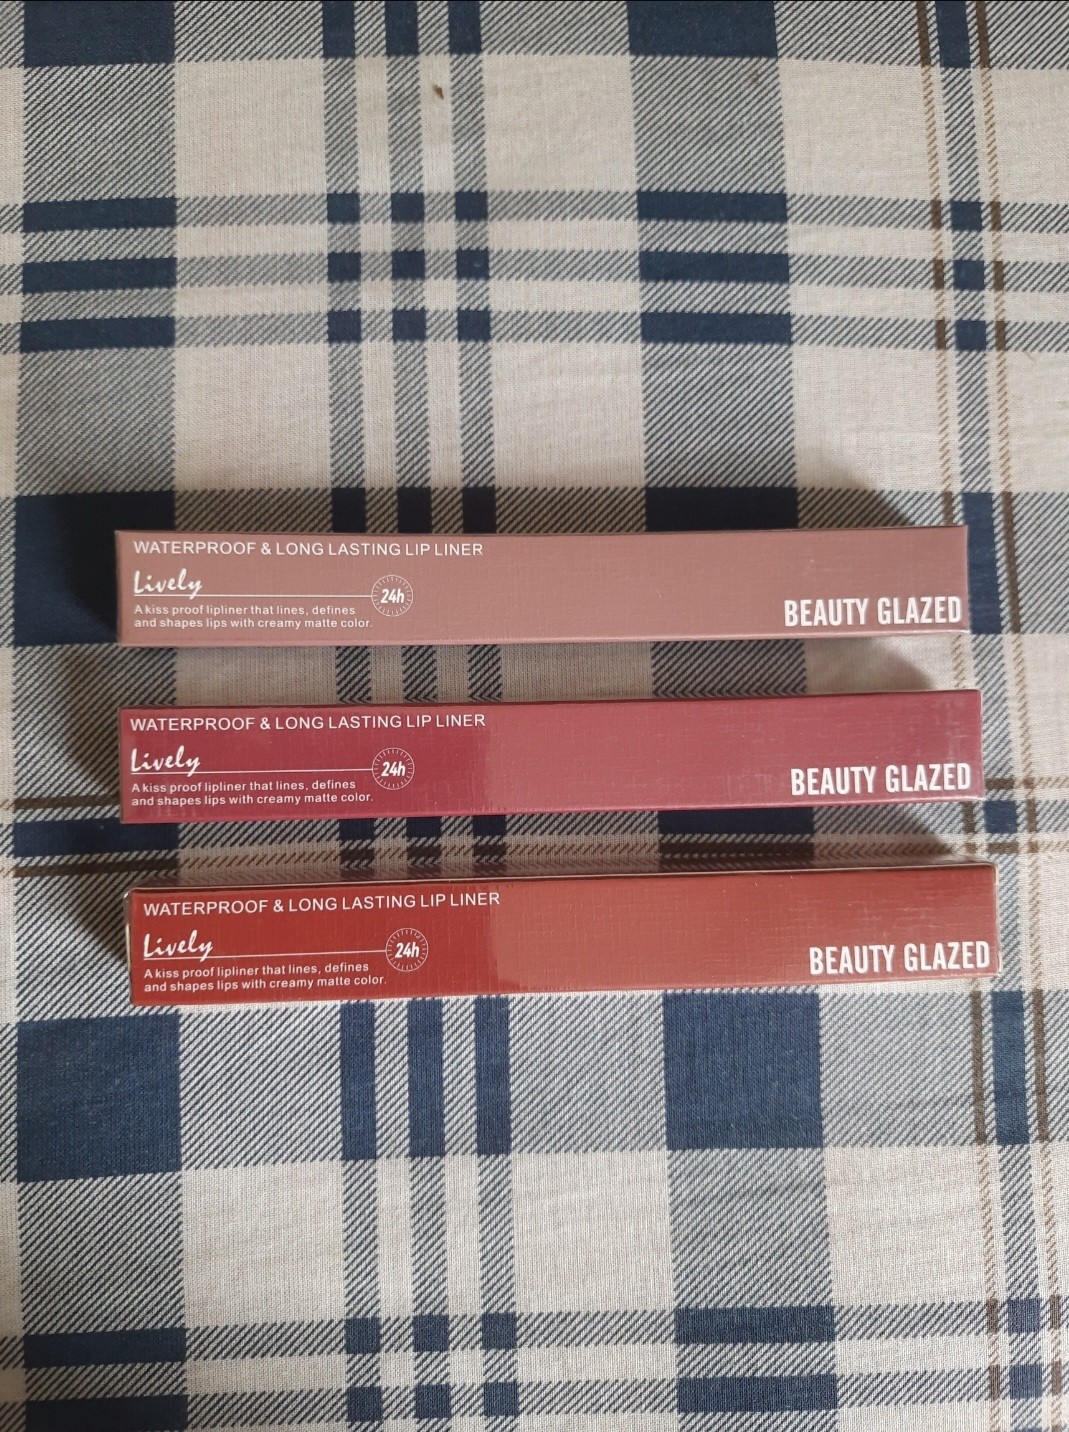 WATERPROOF & LONG LASTING LIP LINER
Lively
24h
A kiss proof lipliner that lines, defines
and shapes lips with creamy matte color.
BEAUTY GLAZED
WATERPROOF & LONG LASTING LIP LINER
Lively
24h
A kiss proof lipliner that lines, defines
and shapes lips with creamy matte color.
BEAUTY GLAZED
WATERPROOF & LONG LASTING LIP LINER
Lively
24h
A kiss proof lipliner that lines, defines
and shapes lips with creamy matte color.
BEAUTY GLAZED